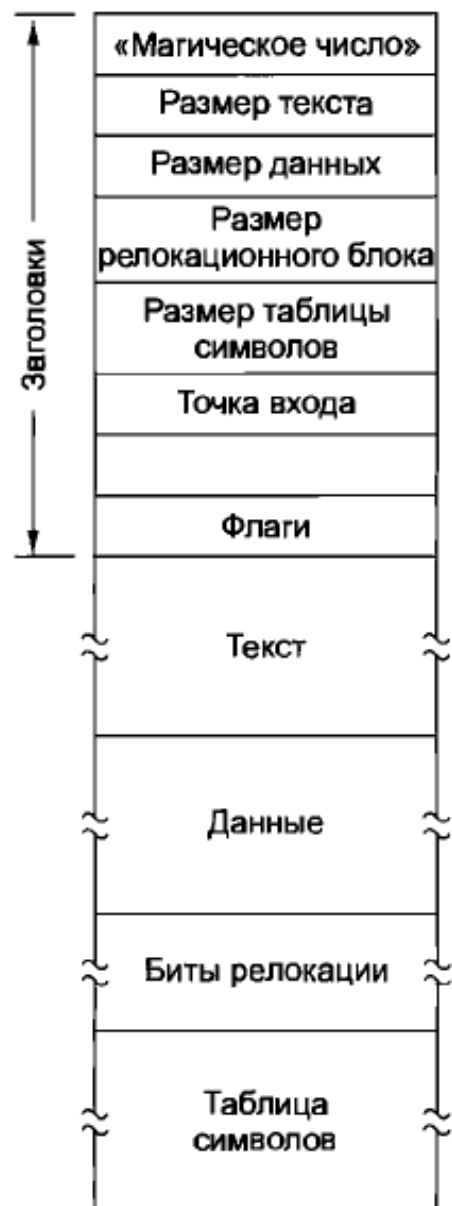 Заголовки
«Магическое число»
Размер текста
Размер данных
Размер
релокационного блока
Размер таблицы
символов
Точка входа
Флаги
Текст
Данные
Биты релокации
Таблица
символов